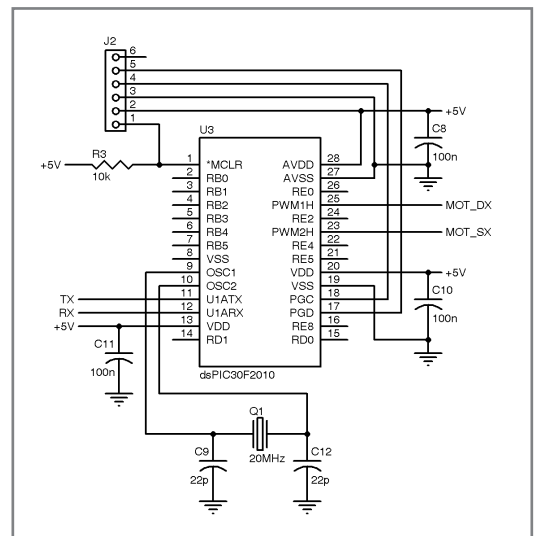 J2
6
5
4
3
2
1
+5V
C8
100n
U3
R3
+5V
10k
1 *MCLR AVDD 28
2 RB0 AVSS 27
3 RB1 RE0 26
4 RB2 PWM1H 25 MOT_DX
5 RB3 RE2 24
6 RB4 PWM2H 23 MOT_SX
7 RB5 RE4 22
8 VSS RE5 21
9 OSC1 VDD 20 +5V
10 OSC2 VSS 19
TX 11 U1ATX PGC 18
RX 12 U1ARX PGD 17
+5V 13 VDD RE8 16
14 RD1 RD0 15
C10
100n
C11
100n
dsPIC30F2010
Q1
20MHz
C9
22p
C12
22p